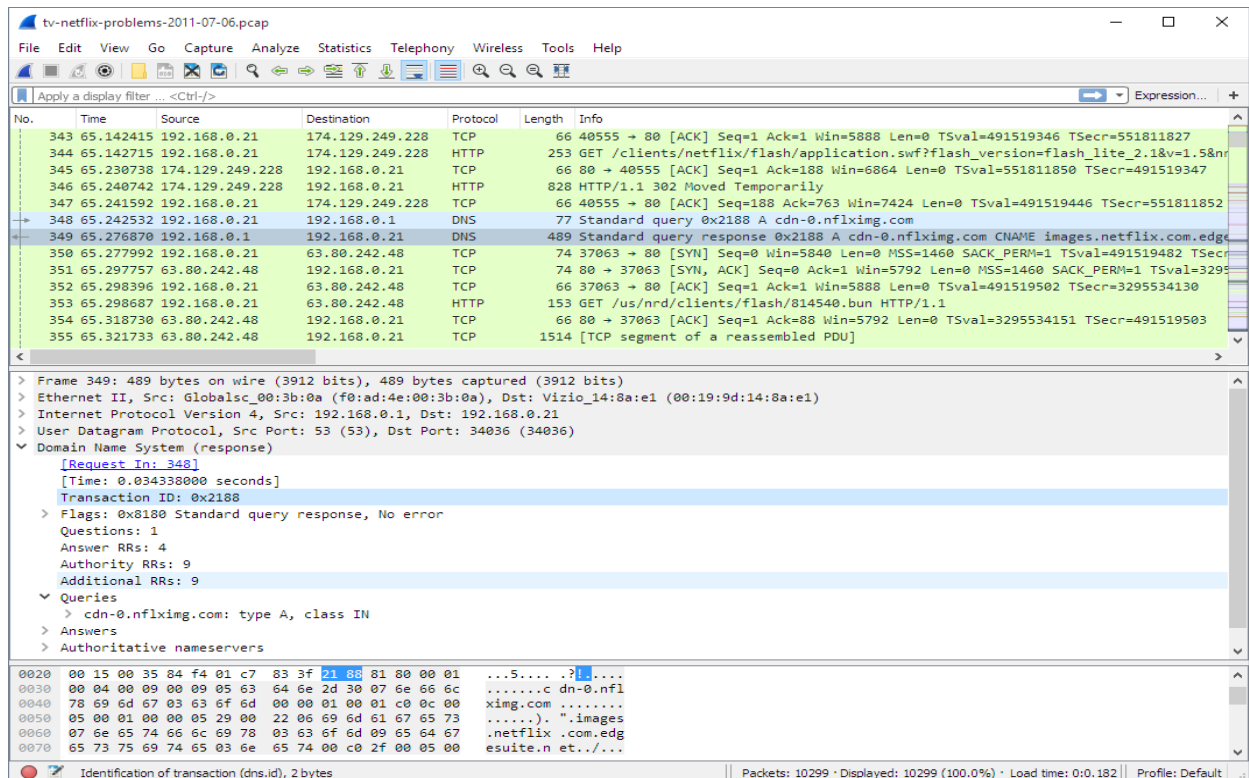 tv-netflix-problems-2011-07-06.pcap
File Edit View Go Capture Analyze Statistics Telephony Wireless Tools Help
Apply a display filter ... <Ctrl-/> Expression... +
No. Time Source Destination Protocol Length Info
343 65.142415 192.168.0.21 174.129.249.228 TCP 66 40555 → 80 [ACK] Seq=1 Ack=1 Win=5888 Len=0 TSval=491519346 TSecr=551811827
344 65.142715 192.168.0.21 174.129.249.228 HTTP 253 GET /clients/netflix/flash/application.swf?flash_version=flash_lite_2.1&v=1.5&nr
345 65.230738 174.129.249.228 192.168.0.21 TCP 66 80 → 40555 [ACK] Seq=1 Ack=188 Win=6864 Len=0 TSval=551811850 TSecr=491519347
346 65.240742 174.129.249.228 192.168.0.21 HTTP 828 HTTP/1.1 302 Moved Temporarily
347 65.241592 192.168.0.21 174.129.249.228 TCP 66 40555 → 80 [ACK] Seq=188 Ack=763 Win=7424 Len=0 TSval=491519446 TSecr=551811852
348 65.242532 192.168.0.21 192.168.0.1 DNS 77 Standard query 0x2188 A cdn-0.nflximg.com
349 65.276870 192.168.0.1 192.168.0.21 DNS 489 Standard query response 0x2188 A cdn-0.nflximg.com CNAME images.netflix.com.edge
350 65.277992 192.168.0.21 63.80.242.48 TCP 74 37063 → 80 [SYN] Seq=0 Win=5840 Len=0 MSS=1460 SACK_PERM=1 TSval=491519482 TSecr
351 65.297757 63.80.242.48 192.168.0.21 TCP 74 80 → 37063 [SYN, ACK] Seq=0 Ack=1 Win=5792 Len=0 MSS=1460 SACK_PERM=1 TSval=3295
352 65.298396 192.168.0.21 63.80.242.48 TCP 66 37063 → 80 [ACK] Seq=1 Ack=1 Win=5888 Len=0 TSval=491519502 TSecr=3295534130
353 65.298687 192.168.0.21 63.80.242.48 HTTP 153 GET /us/nrd/clients/flash/814540.bun HTTP/1.1
354 65.318730 63.80.242.48 192.168.0.21 TCP 66 80 → 37063 [ACK] Seq=1 Ack=88 Win=5792 Len=0 TSval=3295534151 TSecr=491519503
355 65.321733 63.80.242.48 192.168.0.21 TCP 1514 [TCP segment of a reassembled PDU]
Frame 349: 489 bytes on wire (3912 bits), 489 bytes captured (3912 bits)
Ethernet II, Src: Globalsc_00:3b:0a (f0:ad:4e:00:3b:0a), Dst: Vizio_14:8a:e1 (00:19:9d:14:8a:e1)
Internet Protocol Version 4, Src: 192.168.0.1, Dst: 192.168.0.21
User Datagram Protocol, Src Port: 53 (53), Dst Port: 34036 (34036)
Domain Name System (response)
[Request In: 348]
[Time: 0.034338000 seconds]
Transaction ID: 0x2188
Flags: 0x8180 Standard query response, No error
Questions: 1
Answer RRs: 4
Authority RRs: 9
Additional RRs: 9
Queries
cdn-0.nflximg.com: type A, class IN
Answers
Authoritative nameservers
0020 00 15 00 35 84 f4 01 c7 83 3f 21 88 81 80 00 01 ...5.... .?!.....
0030 00 04 00 09 00 09 05 63 64 6e 2d 30 07 6e 66 6c .......c dn-0.nfl
0040 78 69 6d 67 03 63 6f 6d 00 00 01 00 01 c0 0c 00 ximg.com ........
0050 05 00 01 00 00 05 29 00 22 06 69 6d 61 67 65 73 ......). ".images
0060 07 6e 65 74 66 6c 69 78 03 63 6f 6d 09 65 64 67 .netflix .com.edg
0070 65 73 75 69 74 65 03 6e 65 74 00 c0 2f 00 05 00 esuite.n et../...
Identification of transaction (dns.id), 2 bytes Packets: 10299 · Displayed: 10299 (100.0%) · Load time: 0:0.182 Profile: Default